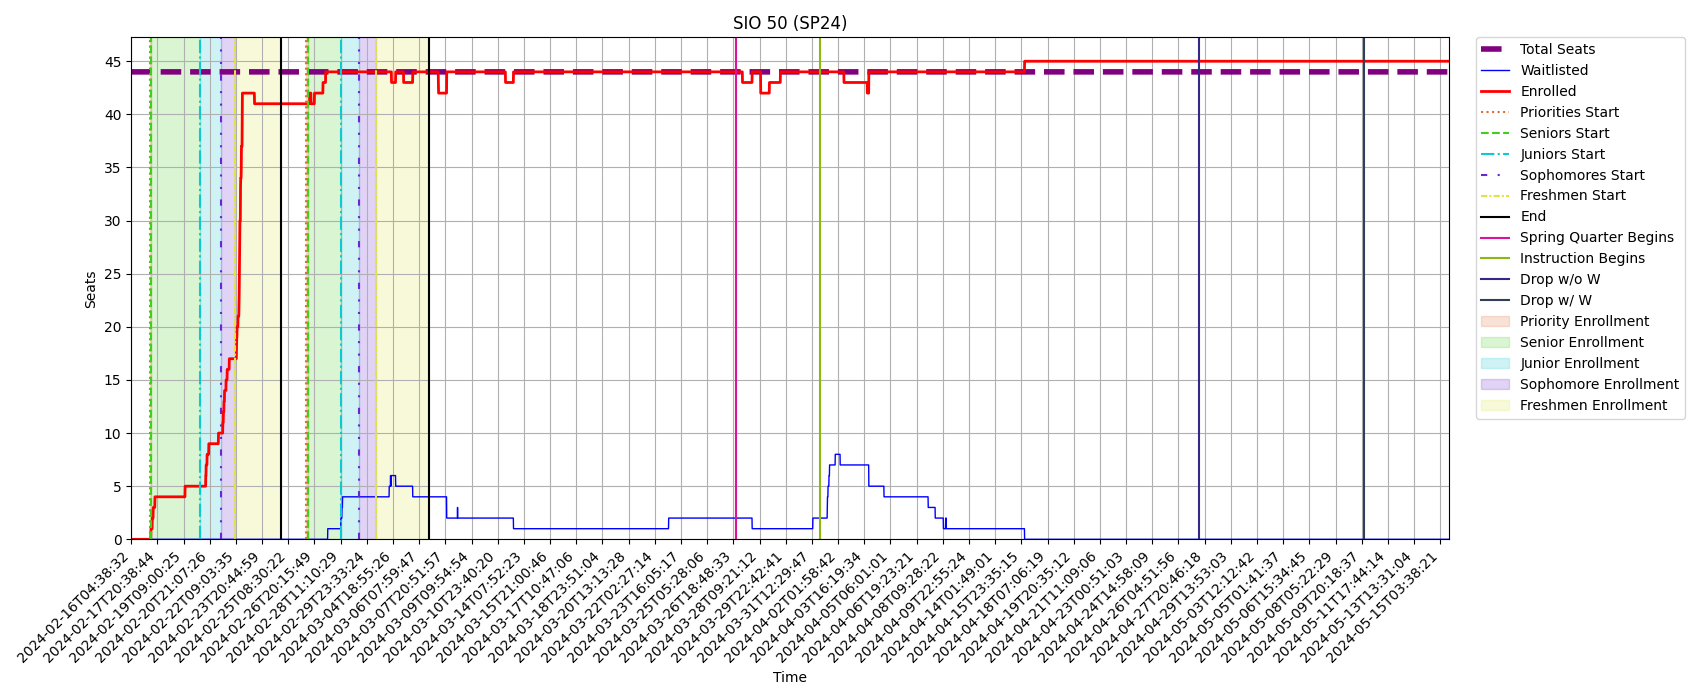 SIO 50 (SP24)
Seats
45
40
35
30
25
20
15
10
5
0
2024-02-16T04:38:32
2024-02-17T20:38:44
2024-02-19T09:00:25
2024-02-20T21:07:26
2024-02-22T09:03:35
2024-02-23T20:44:59
2024-02-25T08:30:22
2024-02-26T20:15:49
2024-02-28T11:10:29
2024-02-29T23:33:24
2024-03-04T18:55:26
2024-03-06T07:59:47
2024-03-07T20:51:57
2024-03-09T09:54:54
2024-03-10T23:40:20
2024-03-14T07:52:23
2024-03-15T21:00:46
2024-03-17T10:47:06
2024-03-18T23:51:04
2024-03-20T13:13:28
2024-03-22T02:27:14
2024-03-23T16:05:17
2024-03-25T05:28:06
2024-03-26T18:48:33
2024-03-28T09:21:12
2024-03-29T22:42:41
2024-03-31T12:29:47
2024-04-02T01:58:42
2024-04-03T16:19:34
2024-04-05T06:01:01
2024-04-06T19:23:21
2024-04-08T09:28:22
2024-04-09T22:55:24
2024-04-14T01:49:01
2024-04-15T23:35:15
2024-04-18T07:06:19
2024-04-19T20:35:12
2024-04-21T11:09:06
2024-04-23T00:51:03
2024-04-24T14:58:09
2024-04-26T04:51:56
2024-04-27T20:46:18
2024-04-29T13:53:03
2024-05-03T12:12:42
2024-05-05T01:41:37
2024-05-06T15:34:45
2024-05-08T05:22:29
2024-05-09T20:18:37
2024-05-11T17:44:14
2024-05-13T13:31:04
2024-05-15T03:38:21
Time
Total Seats
Waitlisted
Enrolled
Priorities Start
Seniors Start
Juniors Start
Sophomores Start
Freshmen Start
End
Spring Quarter Begins
Instruction Begins
Drop w/o W
Drop w/ W
Priority Enrollment
Senior Enrollment
Junior Enrollment
Sophomore Enrollment
Freshmen Enrollment